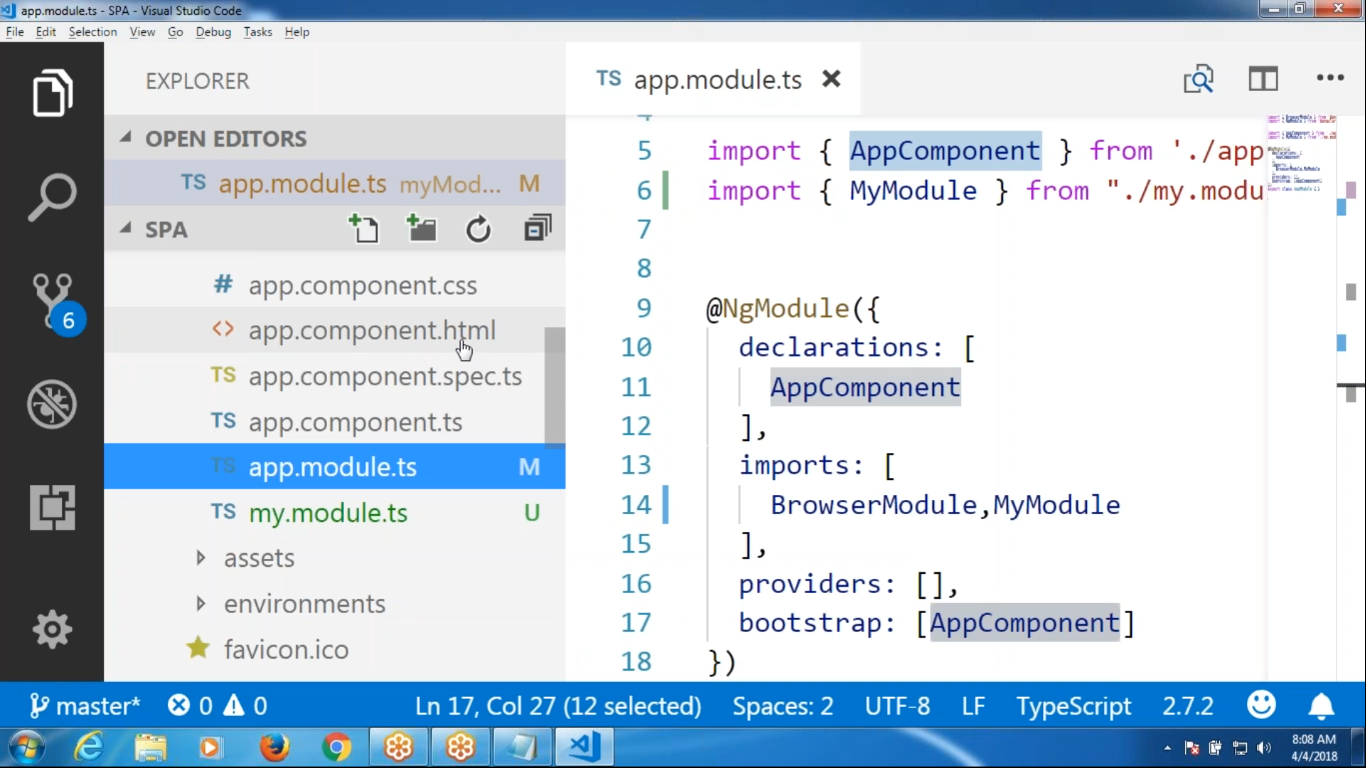 app.module.ts - SPA - Visual Studio Code
File Edit Selection View Go Debug Tasks Help
EXPLORER
TS app.module.ts
OPEN EDITORS
TS app.module.ts myMod... M
SPA
# app.component.css
<> app.component.html
TS app.component.spec.ts
TS app.component.ts
TS app.module.ts M
TS my.module.ts U
assets
environments
favicon.ico
6
4
5 import { AppComponent } from './app
6 import { MyModule } from "./my.modu
7
8
9 @NgModule({
10 declarations: [
11 AppComponent
12 ],
13 imports: [
14 BrowserModule,MyModule
15 ],
16 providers: [],
17 bootstrap: [AppComponent]
18 })
master* 0 0 Ln 17, Col 27 (12 selected) Spaces: 2 UTF-8 LF TypeScript 2.7.2
8:08 AM
4/4/2018